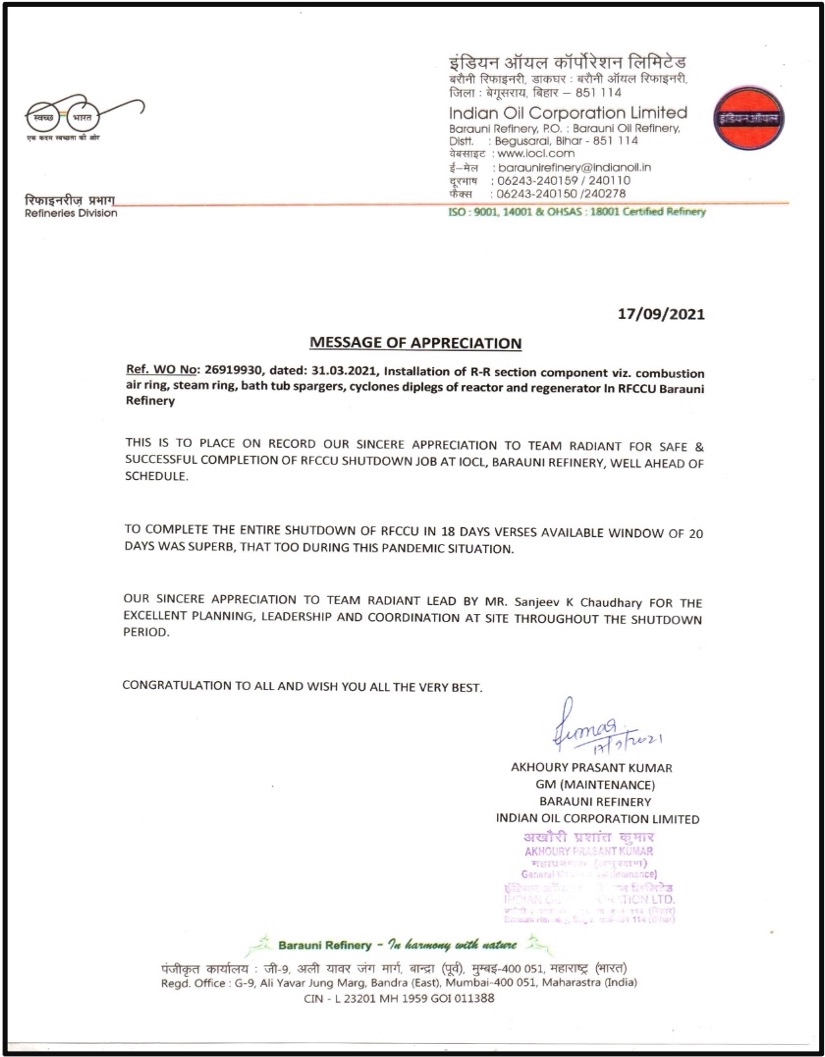 इंडियन ऑयल कॉर्पोरेशन लिमिटेड
बरौनी रिफाइनरी, डाकघर : बरौनी ऑयल रिफाइनरी,
जिला : बेगूसराय, बिहार – 851 114
Indian Oil Corporation Limited
Barauni Refinery, P.O. : Barauni Oil Refinery,
Distt. : Begusarai, Bihar - 851 114
वेबसाइट : www.iocl.com
ई–मेल : baraunirefinery@indianoil.in
दूरभाष : 06243-240159 / 240110
फैक्स : 06243-240150 /240278
ISO : 9001, 14001 & OHSAS : 18001 Certified Refinery
इंडियनऑयल
स्वच्छ भारत
एक कदम स्वच्छता की ओर
रिफाइनरीज़ प्रभाग
Refineries Division
17/09/2021
MESSAGE OF APPRECIATION
Ref. WO No: 26919930, dated: 31.03.2021, Installation of R-R section component viz. combustion
air ring, steam ring, bath tub spargers, cyclones diplegs of reactor and regenerator In RFCCU Barauni
Refinery
THIS IS TO PLACE ON RECORD OUR SINCERE APPRECIATION TO TEAM RADIANT FOR SAFE &
SUCCESSFUL COMPLETION OF RFCCU SHUTDOWN JOB AT IOCL, BARAUNI REFINERY, WELL AHEAD OF
SCHEDULE.
TO COMPLETE THE ENTIRE SHUTDOWN OF RFCCU IN 18 DAYS VERSES AVAILABLE WINDOW OF 20
DAYS WAS SUPERB, THAT TOO DURING THIS PANDEMIC SITUATION.
OUR SINCERE APPRECIATION TO TEAM RADIANT LEAD BY MR. Sanjeev K Chaudhary FOR THE
EXCELLENT PLANNING, LEADERSHIP AND COORDINATION AT SITE THROUGHOUT THE SHUTDOWN
PERIOD.
CONGRATULATION TO ALL AND WISH YOU ALL THE VERY BEST.
Kumar
17/9/2021
AKHOURY PRASANT KUMAR
GM (MAINTENANCE)
BARAUNI REFINERY
INDIAN OIL CORPORATION LIMITED
अखौरी प्रशांत कुमार
AKHOURY PRASANT KUMAR
General
लिमिटेड
LTD.
Barauni Refinery - In harmony with nature
पंजीकृत कार्यालय : जी-9, अली यावर जंग मार्ग, बान्द्रा (पूर्व), मुम्बई-400 051, महाराष्ट्र (भारत)
Regd. Office : G-9, Ali Yavar Jung Marg, Bandra (East), Mumbai-400 051, Maharastra (India)
CIN - L 23201 MH 1959 GOI 011388